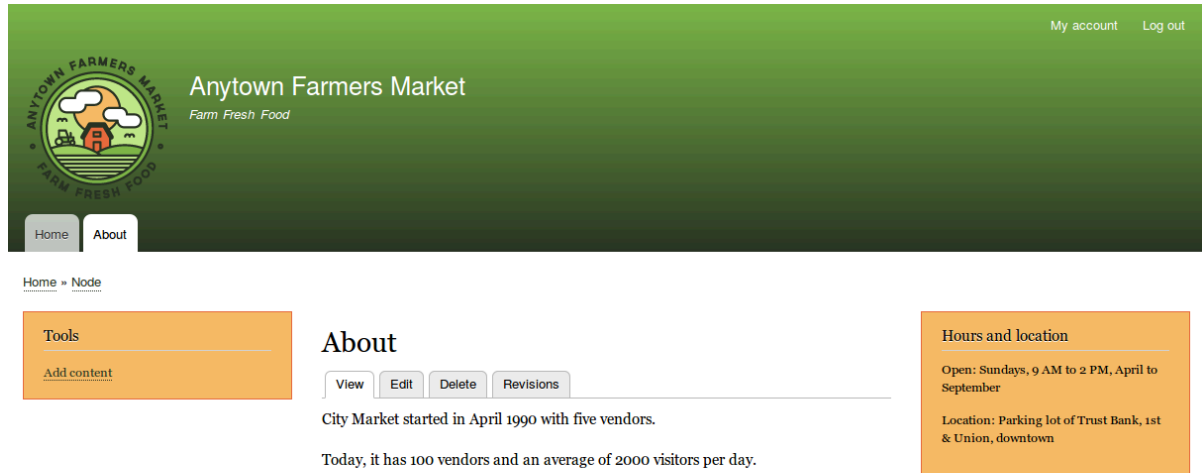 My account Log out
ANYTOWN FARMERS MARKET
FARM FRESH FOOD
Anytown Farmers Market
Farm Fresh Food
Home About
Home » Node
Tools
Add content
About
View Edit Delete Revisions
City Market started in April 1990 with five vendors.
Today, it has 100 vendors and an average of 2000 visitors per day.
Hours and location
Open: Sundays, 9 AM to 2 PM, April to
September
Location: Parking lot of Trust Bank, 1st
& Union, downtown